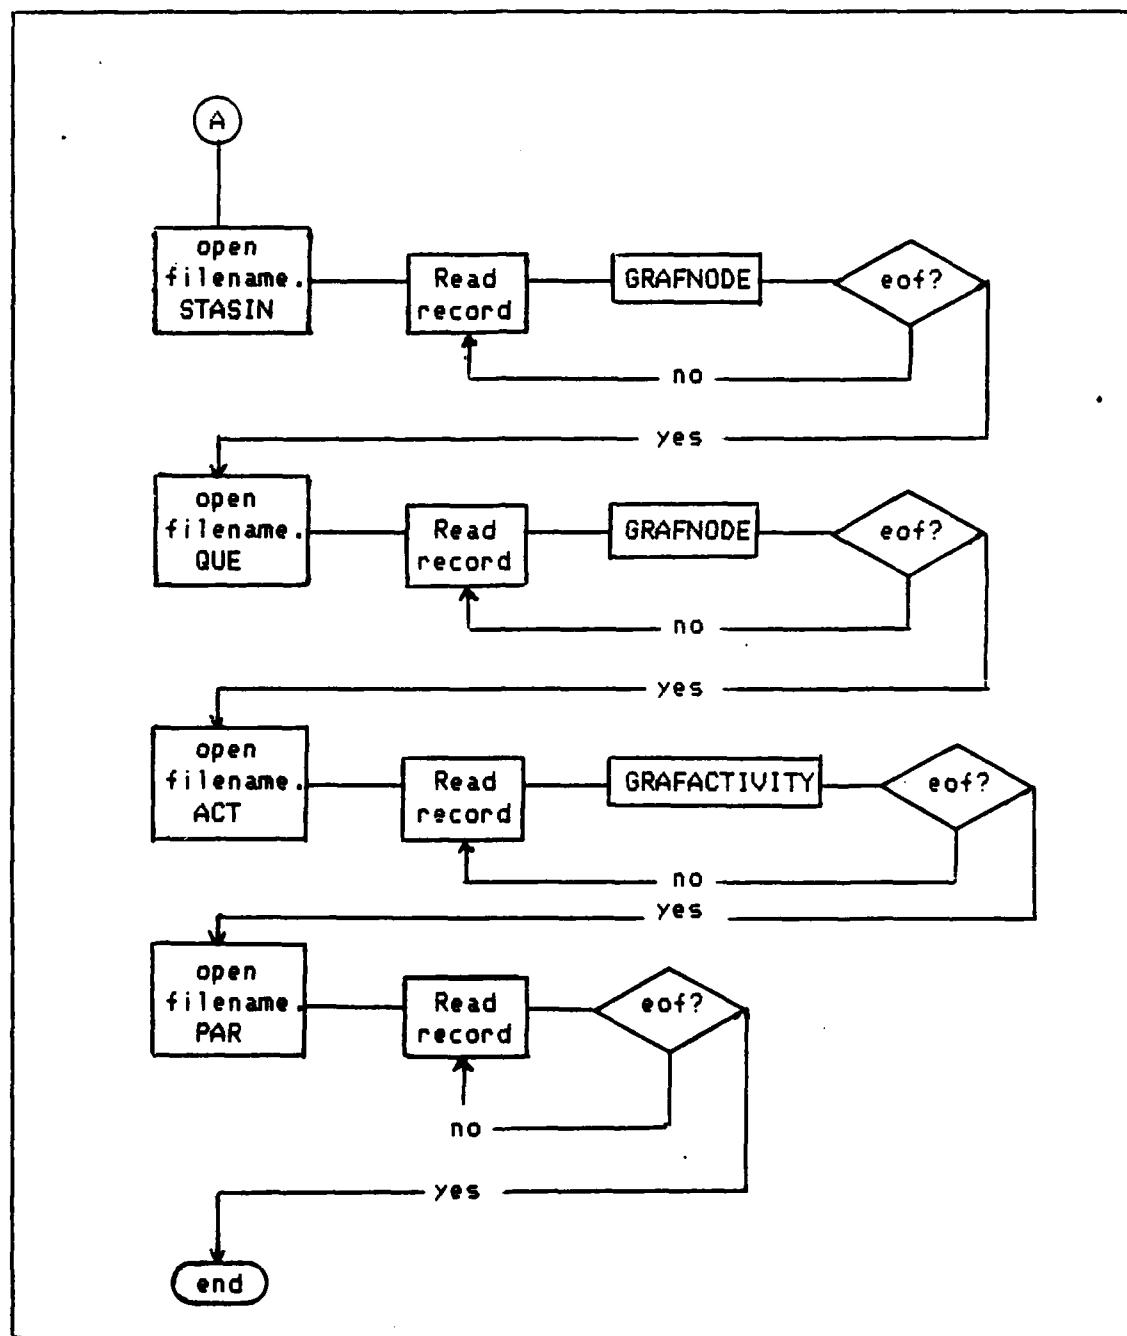 A
open
filename.
STASIN
Read
record
GRAFNODE
eof?
no
yes
open
filename.
QUE
Read
record
GRAFNODE
eof?
no
yes
open
filename.
ACT
Read
record
GRAFACTIVITY
eof?
no
yes
open
filename.
PAR
Read
record
eof?
no
yes
end